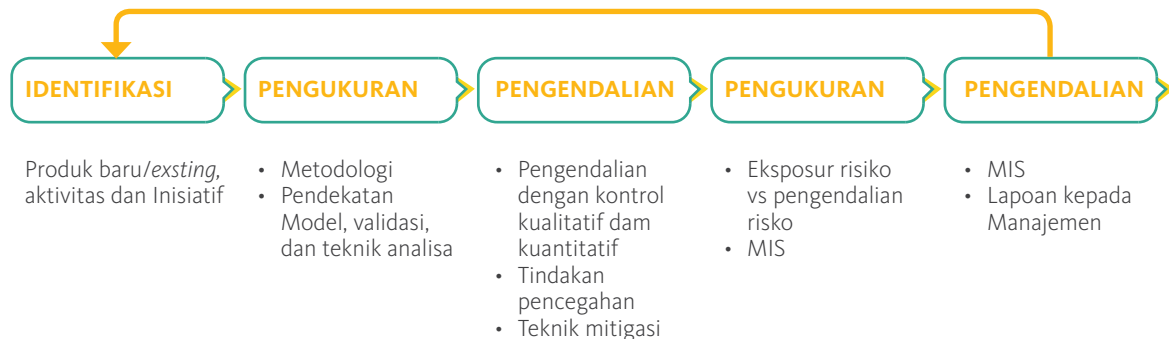 IDENTIFIKASI
Produk baru/exsting,
aktivitas dan Inisiatif
PENGUKURAN
• Metodologi
• Pendekatan
Model, validasi,
dan teknik analisa
PENGENDALIAN
• Pengendalian
dengan kontrol
kualitatif dam
kuantitatif
• Tindakan
pencegahan
• Teknik mitigasi
PENGUKURAN
• Eksposur risiko
vs pengendalian
risko
• MIS
PENGENDALIAN
• MIS
• Lapoan kepada
Manajemen